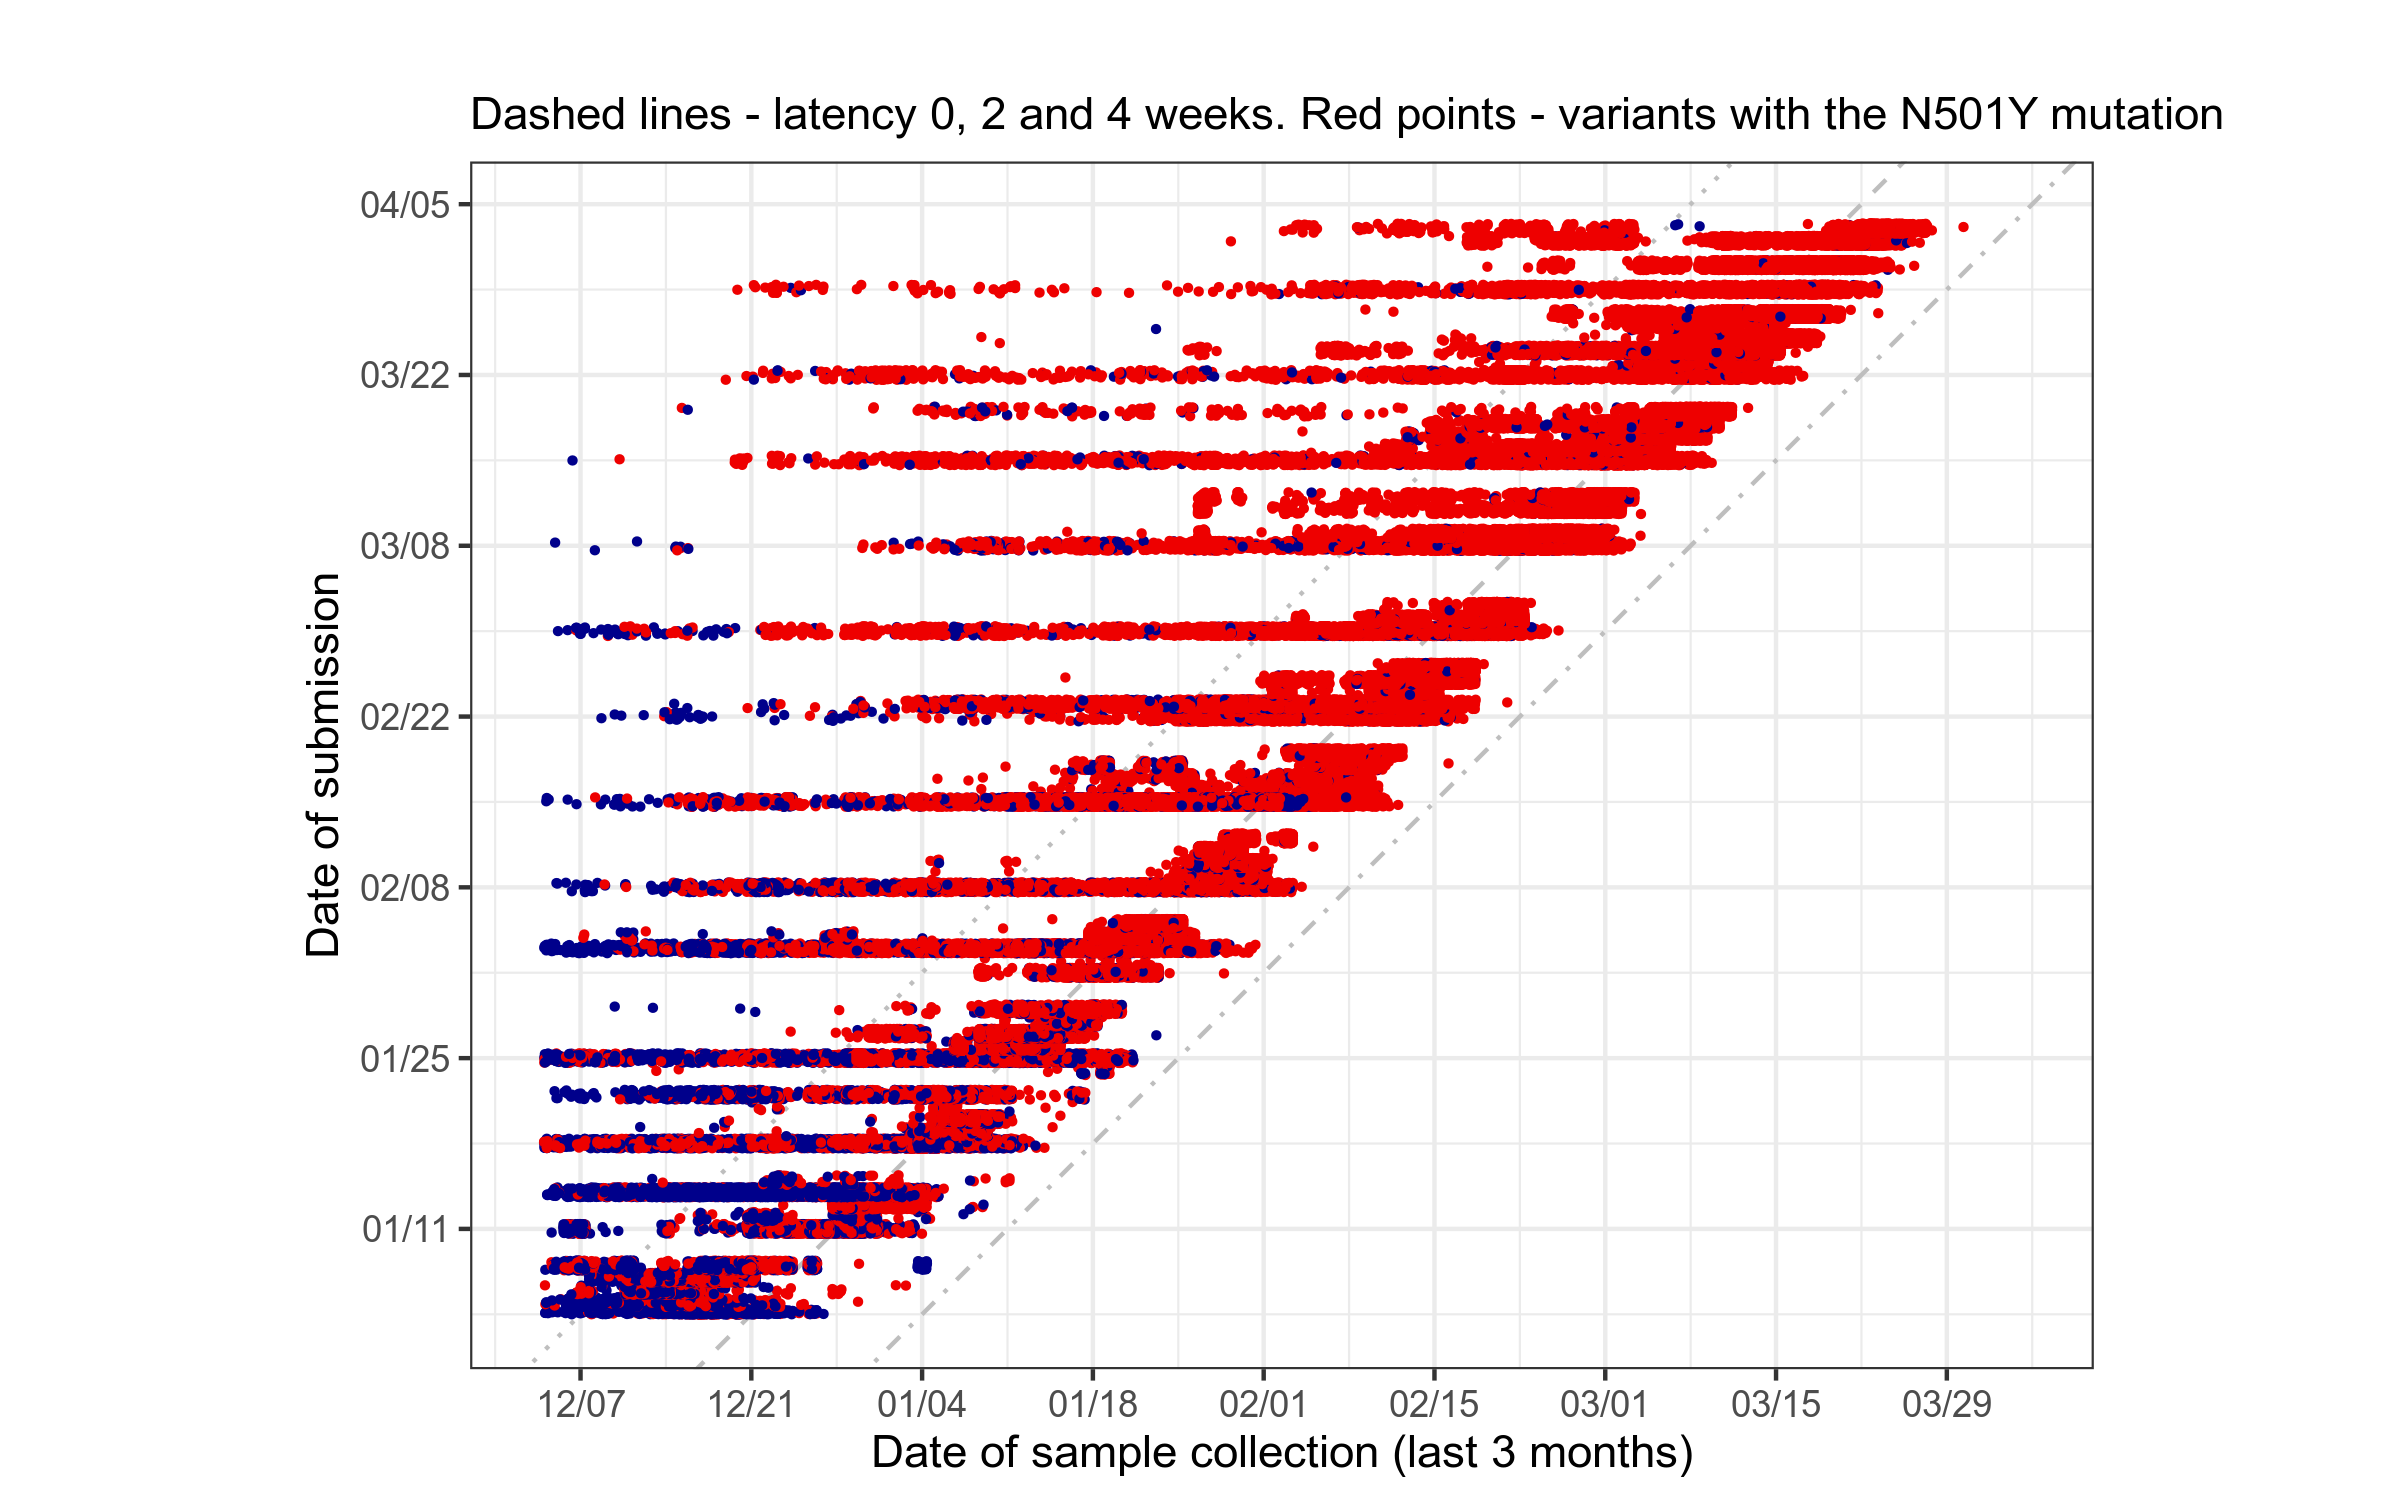 Dashed lines - latency 0, 2 and 4 weeks. Red points - variants with the N501Y mutation
Date of submission
04/05
03/22
03/08
02/22
02/08
01/25
01/11
12/07 12/21 01/04 01/18 02/01 02/15 03/01 03/15 03/29
Date of sample collection (last 3 months)